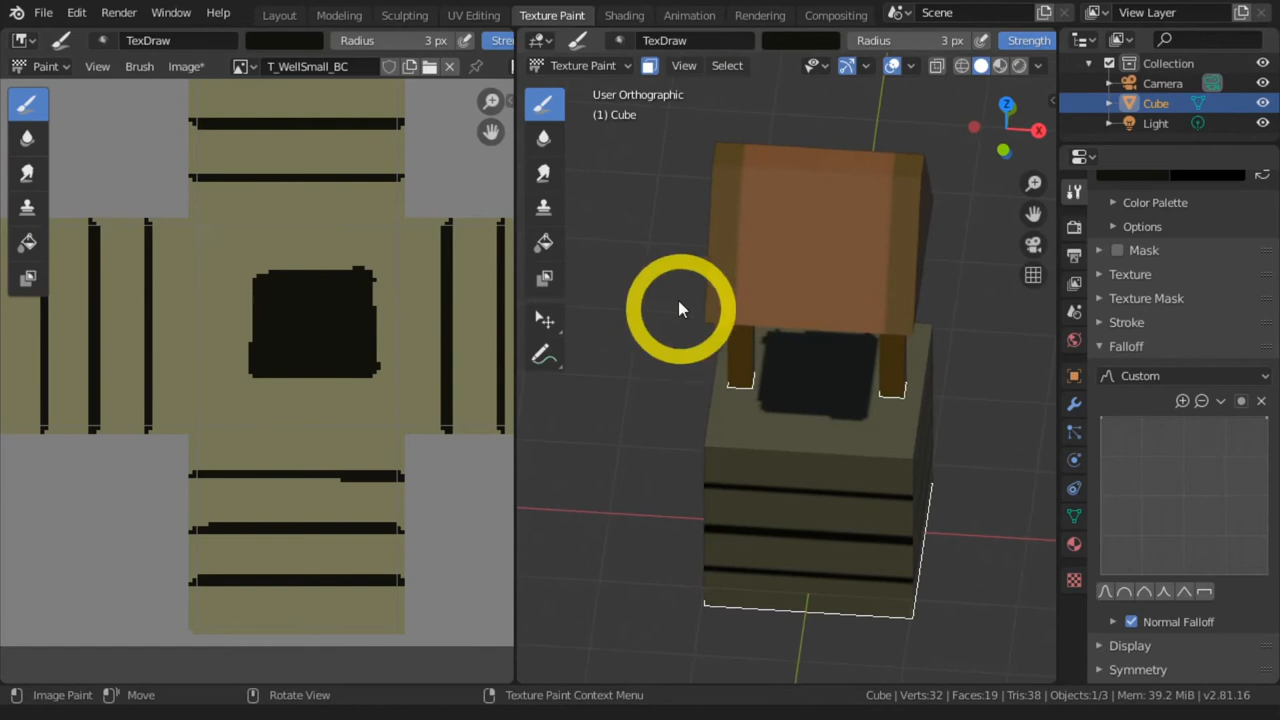 File Edit Render Window Help Layout Modeling Sculpting UV Editing Texture Paint Shading Animation Rendering Compositing Scene View Layer
TexDraw Radius 3 px Stre TexDraw Radius 3 px Strength
Paint View Brush Image* T_WellSmall_BC Texture Paint View Select
Collection
Camera
Cube
Light
User Orthographic
(1) Cube
Z
X
Color Palette
Options
Mask
Texture
Texture Mask
Stroke
Falloff
Custom
Normal Falloff
Display
Symmetry
Image Paint Move Rotate View Texture Paint Context Menu Cube | Verts:32 | Faces:19 | Tris:38 | Objects:1/3 | Mem: 39.2 MiB | v2.81.16